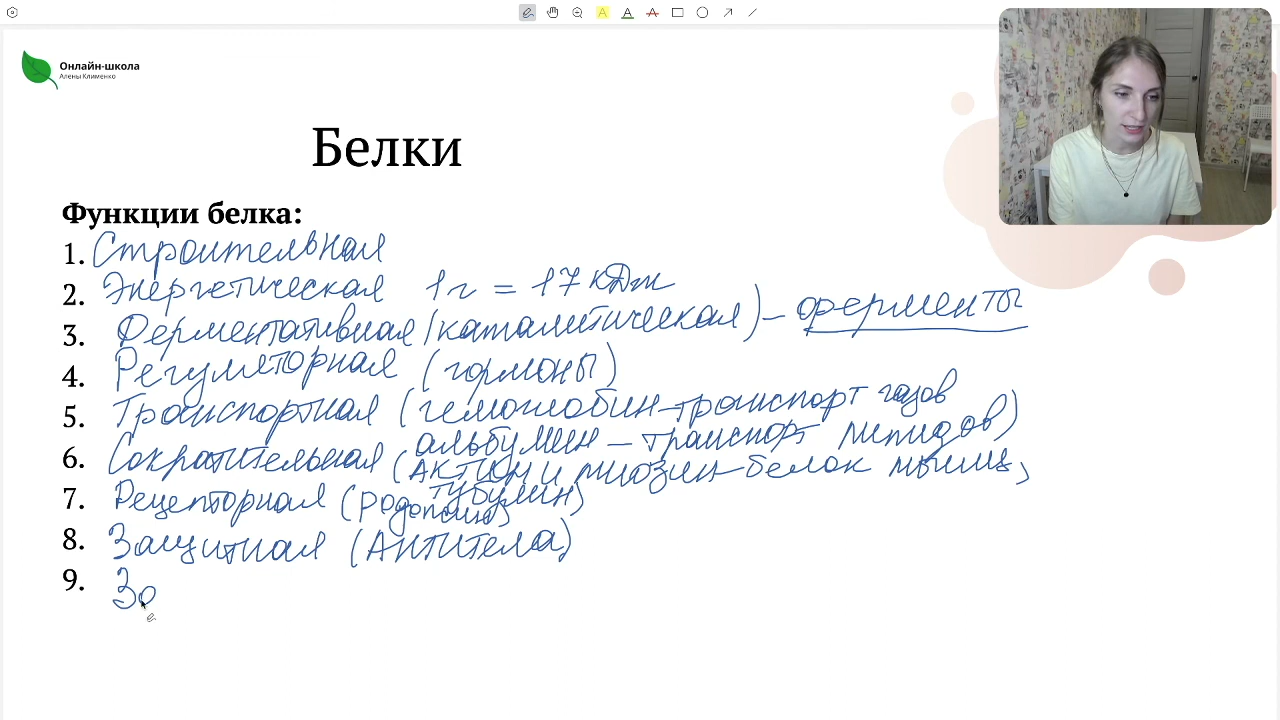 Онлайн-школа
Алены Клименко
Белки
Функции белка:
1. Строительная
2. Энергетическая 1 г = 17 кДж
3. Ферментативная (каталитическая) – ферменты
4. Регуляторная (гормоны)
5. Транспортная (гемоглобин – транспорт газов
альбумин – транспорт липидов)
6. Сократительная (Актин и миозин – белок мышц,
тубулин)
7. Рецепторная (родопсин)
8. Защитная (Антитела)
9. За